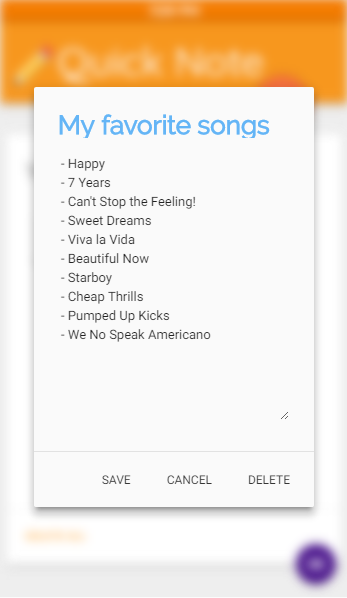 Quick Note
My favorite songs
- Happy
- 7 Years
- Can't Stop the Feeling!
- Sweet Dreams
- Viva la Vida
- Beautiful Now
- Starboy
- Cheap Thrills
- Pumped Up Kicks
- We No Speak Americano
SAVE CANCEL DELETE